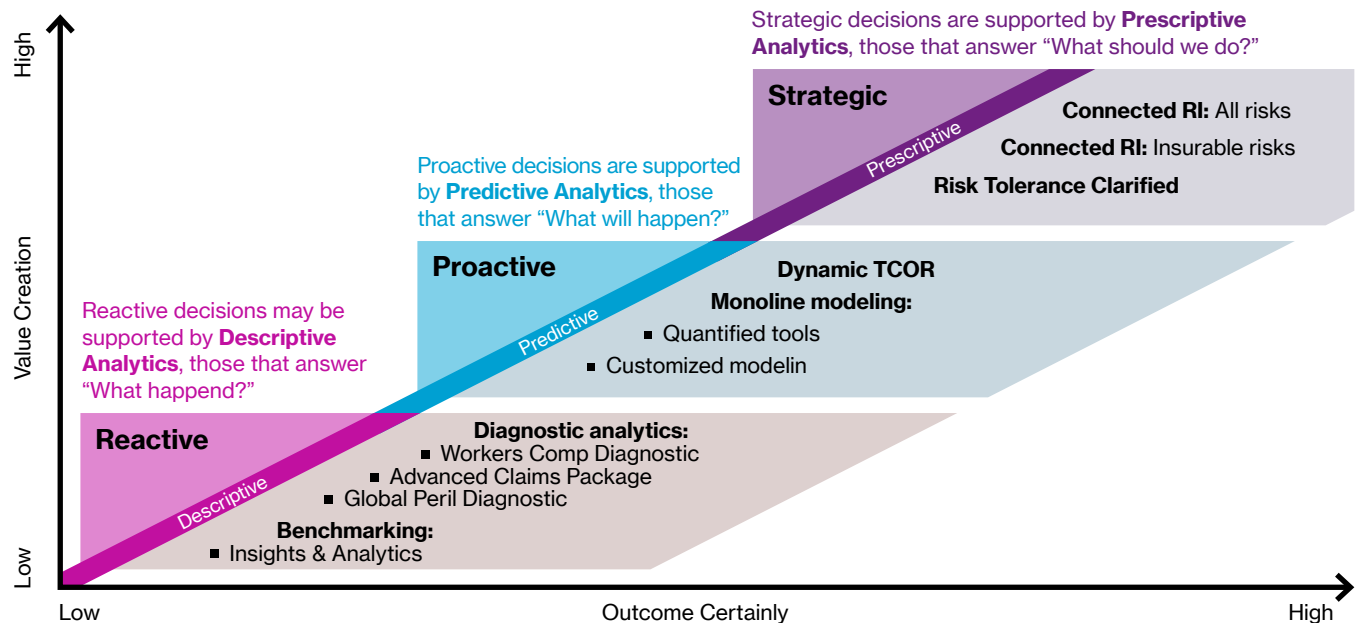 High
Value Creation
Low
Strategic decisions are supported by Prescriptive
Analytics, those that answer “What should we do?”
Strategic
Prescriptive
Connected RI: All risks
Connected RI: Insurable risks
Risk Tolerance Clarified
Proactive decisions are supported
by Predictive Analytics, those
that answer “What will happen?”
Proactive
Predictive
Dynamic TCOR
Monoline modeling:
Quantified tools
Customized modelin
Reactive decisions may be
supported by Descriptive
Analytics, those that answer
“What happend?”
Reactive
Descriptive
Diagnostic analytics:
Workers Comp Diagnostic
Advanced Claims Package
Global Peril Diagnostic
Benchmarking:
Insights & Analytics
Low
Outcome Certainly
High